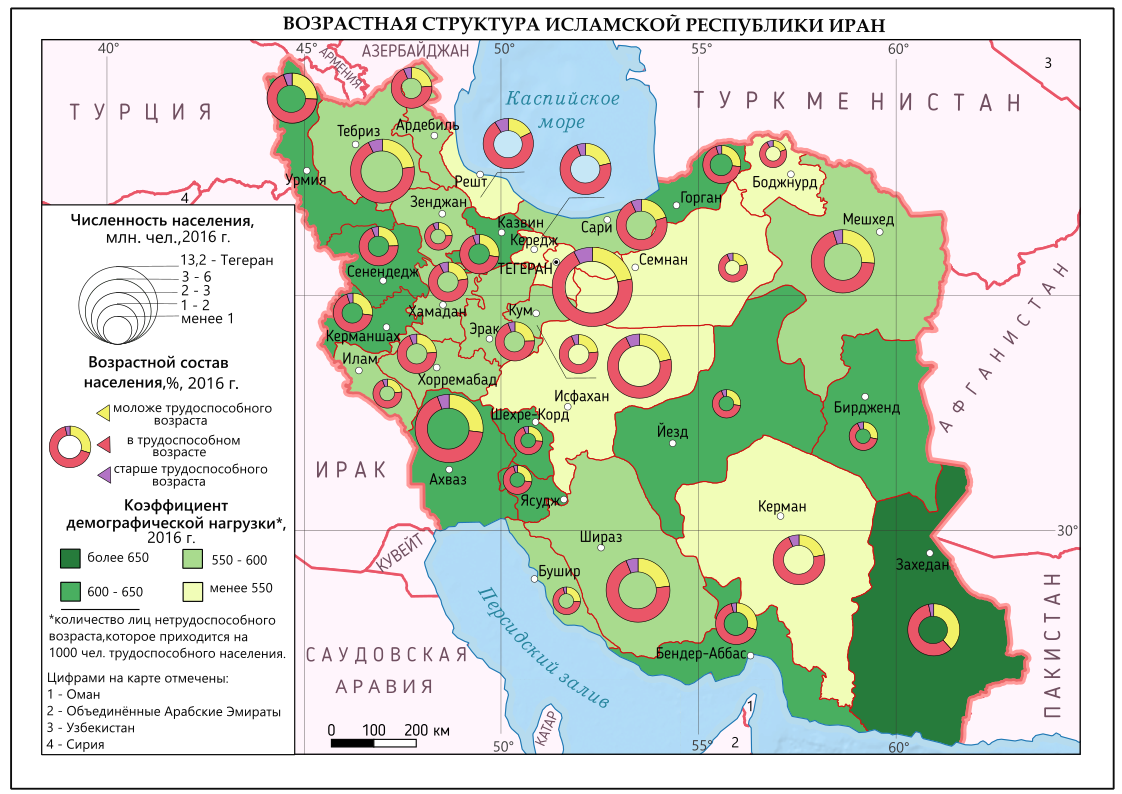 ВОЗРАСТНАЯ СТРУКТУРА ИСЛАМСКОЙ РЕСПУБЛИКИ ИРАН
40°
45°
50°
55°
60°
АЗЕРБАЙДЖАН
АРМЕНИЯ
3
ТУРЦИЯ
Каспийское
море
ТУРКМЕНИСТАН
Тебриз
Ардебиль
Урмия
Решт
Боджнурд
4
Зенджан
Горган
Казвин
Сари
Мешхед
Кередж
ТЕГЕРАН
Семнан
Сенендедж
Хамадан
Кум
Эрак
Керманшах
Илам
Хорремабад
Исфахан
АФГАНИСТАН
Шехре-Корд
Бирдженд
Йезд
ИРАК
Ахваз
Ясудж
Керман
30°
Шираз
КУВЕЙТ
Захедан
Бушир
Персидский залив
САУДОВСКАЯ
АРАВИЯ
Бендер-Аббас
ПАКИСТАН
КАТАР
1
2
50°
55°
60°
0 100 200 км
Численность населения,
млн. чел.,2016 г.
13,2 - Тегеран
3 - 6
2 - 3
1 - 2
менее 1
Возрастной состав
населения,%, 2016 г.
моложе трудоспособного
возраста
в трудоспособном
возрасте
старше трудоспособного
возраста
Коэффициент
демографической нагрузки*,
2016 г.
более 650
550 - 600
600 - 650
менее 550
*количество лиц нетрудоспособного
возраста,которое приходится на
1000 чел. трудоспособного населения.
Цифрами на карте отмечены:
1 - Оман
2 - Объединённые Арабские Эмираты
3 - Узбекистан
4 - Сирия